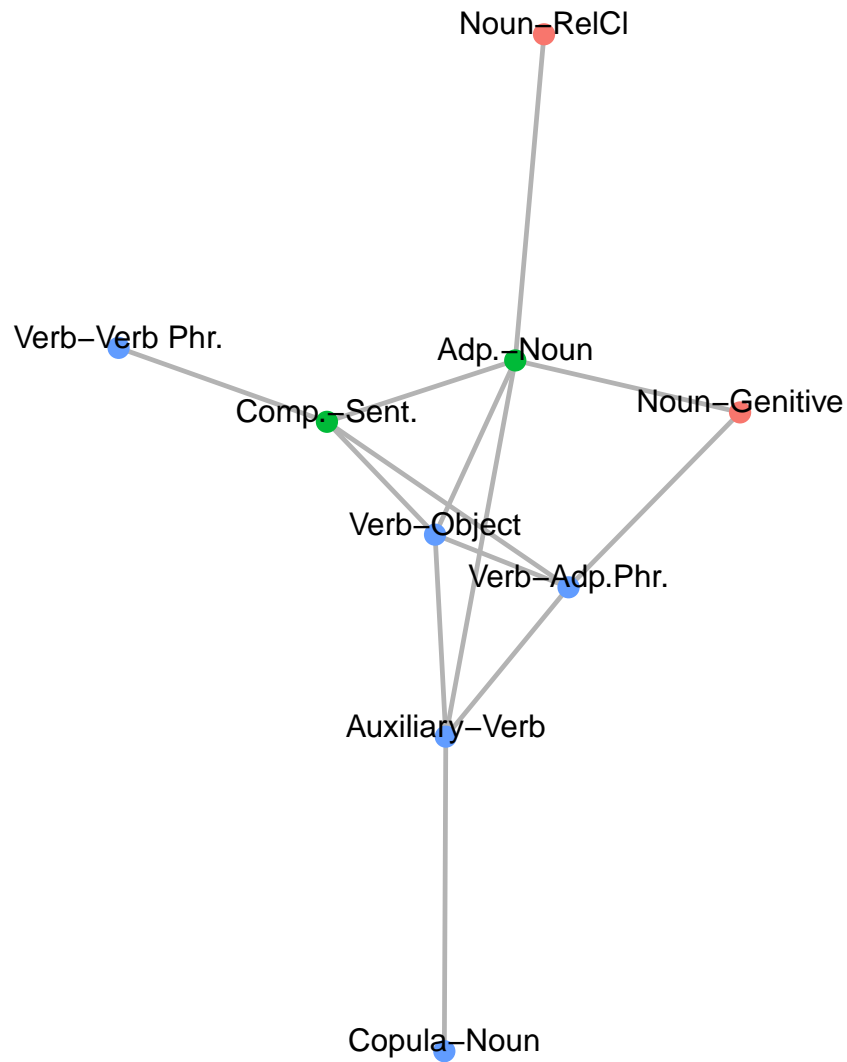 Noun–RelCl
Verb–Verb Phr.
Adp.–Noun
Comp.–Sent.
Noun–Genitive
Verb–Object
Verb–Adp.Phr.
Auxiliary–Verb
Copula–Noun